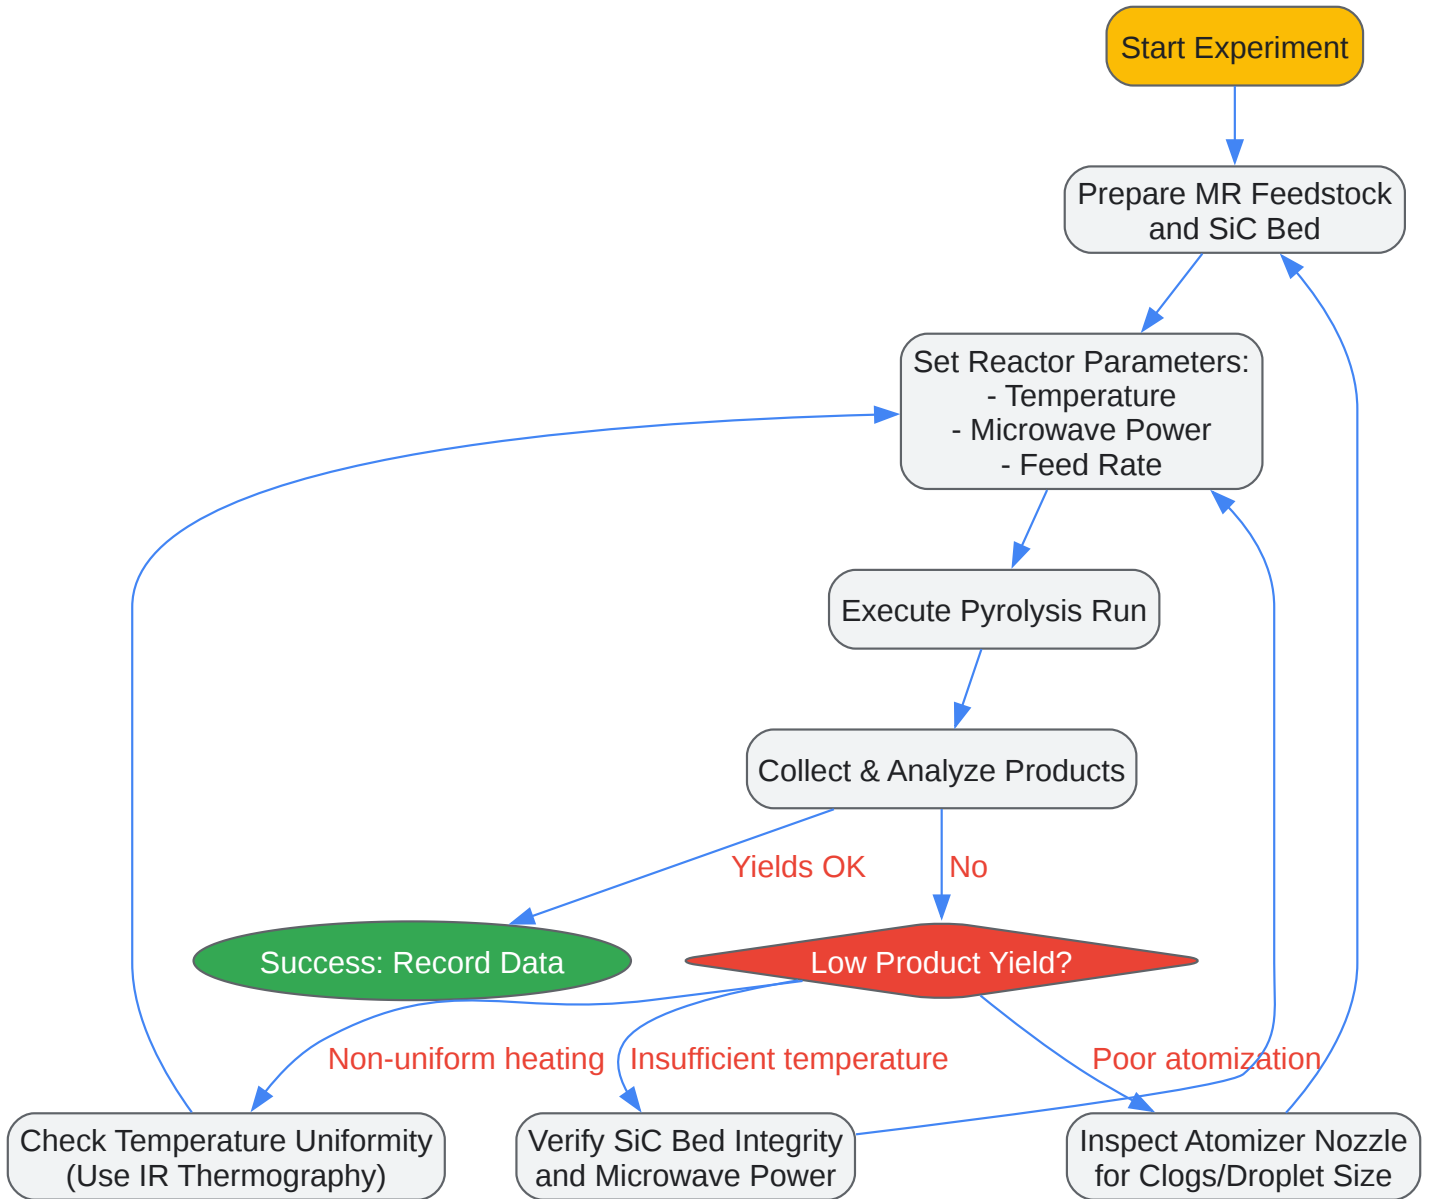 Start Experiment
Prepare MR Feedstock
and SiC Bed
Set Reactor Parameters:
- Temperature
- Microwave Power
- Feed Rate
Execute Pyrolysis Run
Collect & Analyze Products
Yields OK
No
Success: Record Data
Low Product Yield?
Non-uniform heating
Insufficient temperature
Poor atomization
Check Temperature Uniformity
(Use IR Thermography)
Verify SiC Bed Integrity
and Microwave Power
Inspect Atomizer Nozzle
for Clogs/Droplet Size